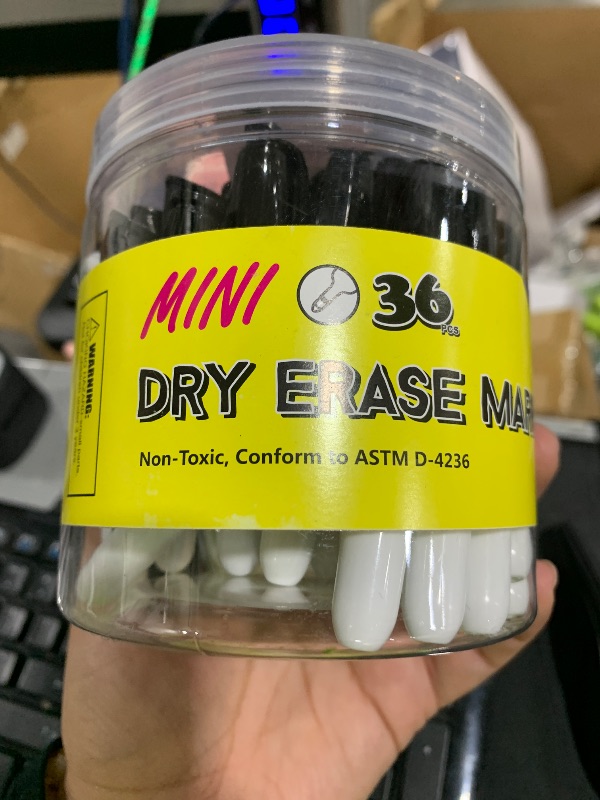 MINI 36 PCS
DRY ERASE MAR
Non-Toxic, Conform to ASTM D-4236
WARNING: